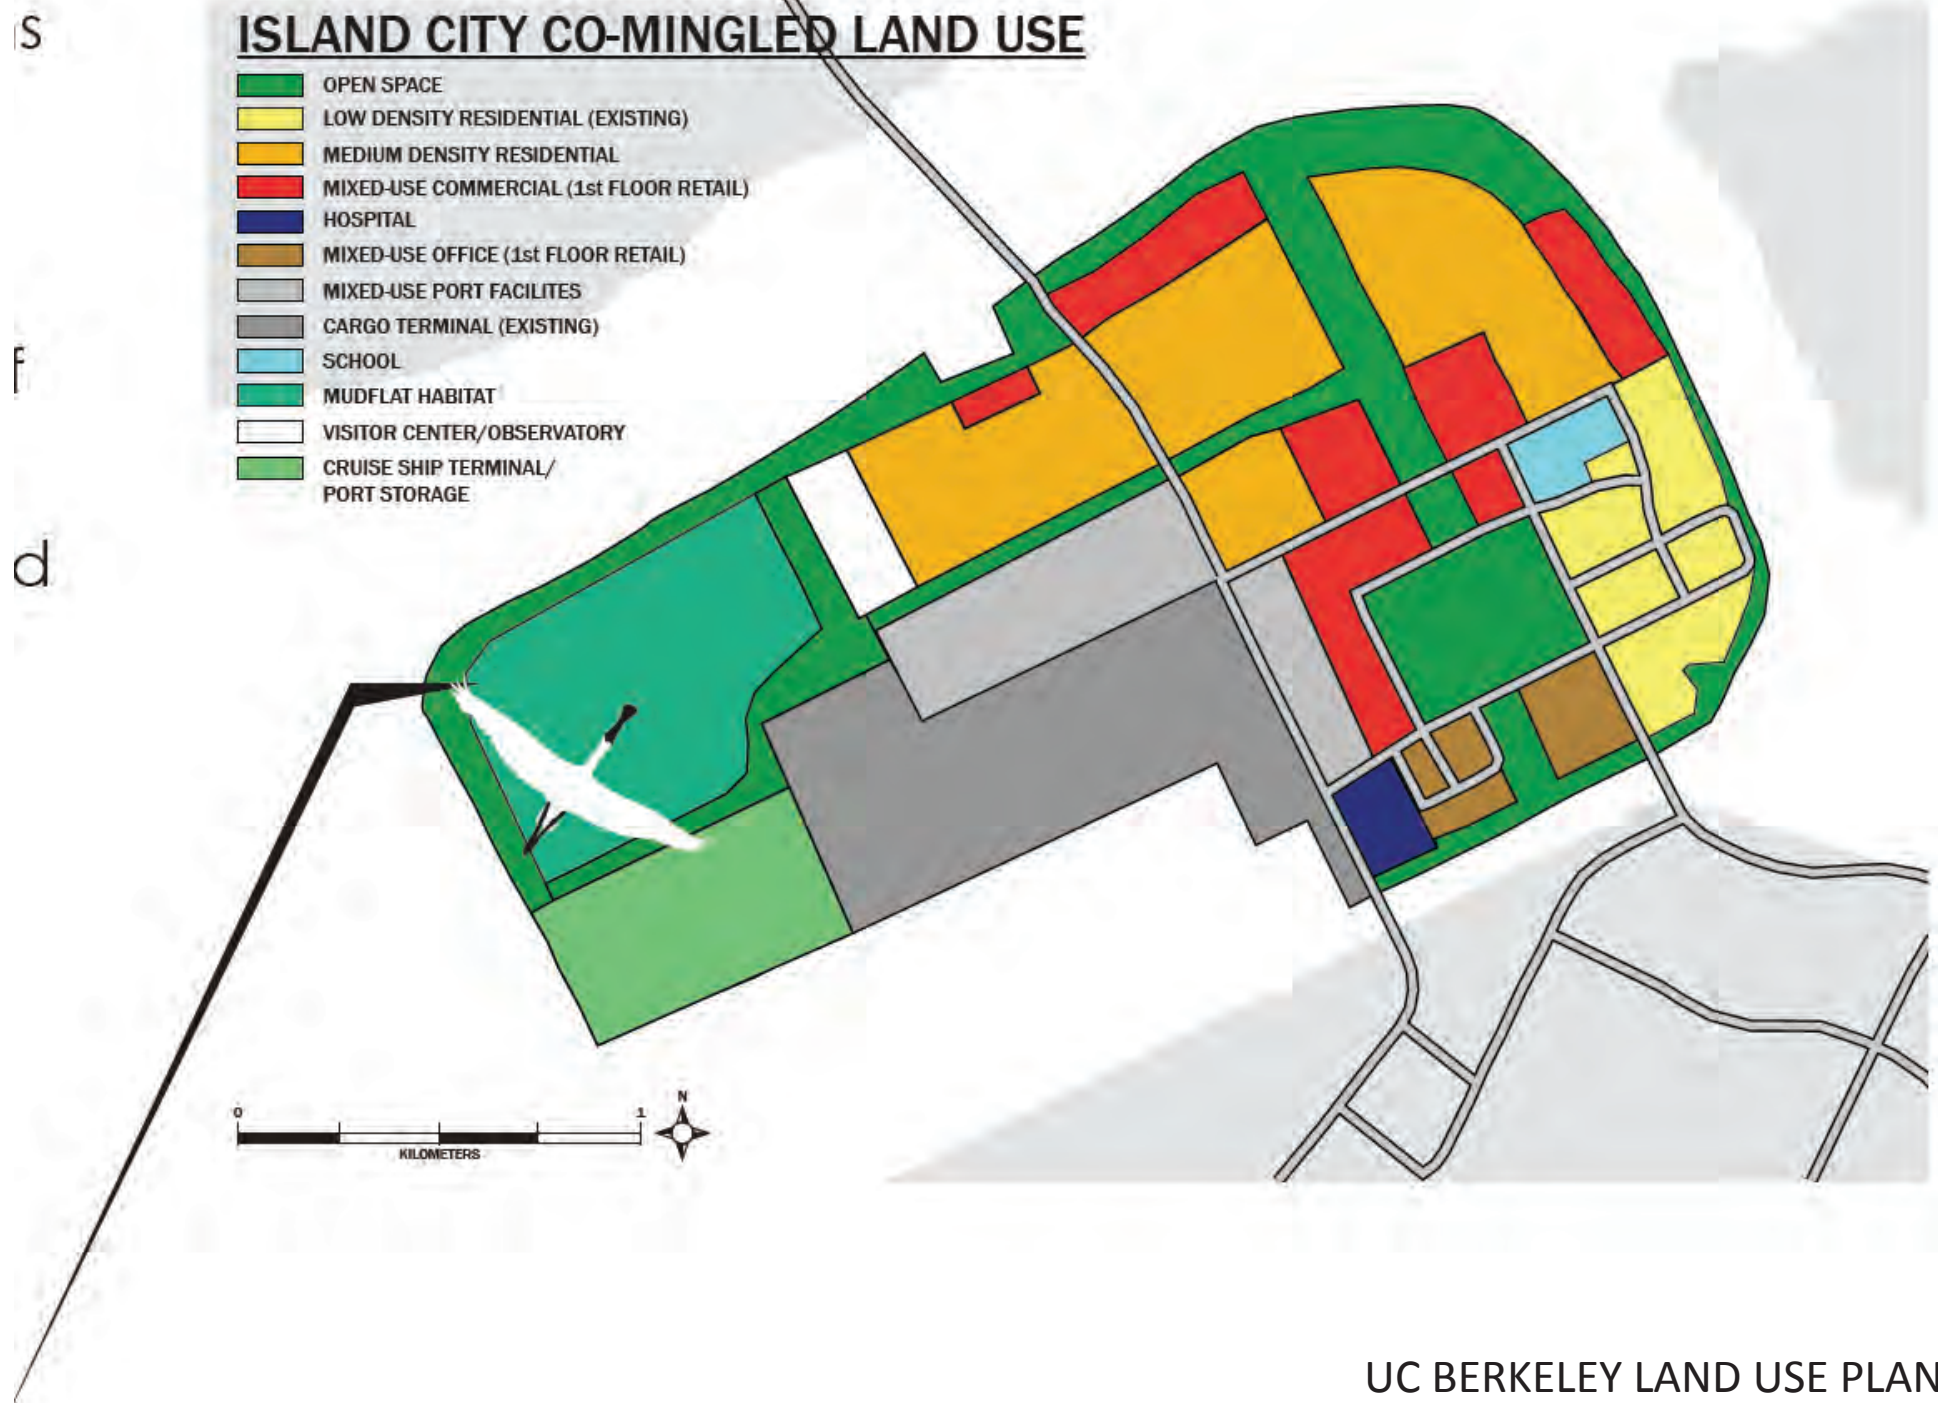 s
f
d
ISLAND CITY CO-MINGLED LAND USE
OPEN SPACE
LOW DENSITY RESIDENTIAL (EXISTING)
MEDIUM DENSITY RESIDENTIAL
MIXED-USE COMMERCIAL (1st FLOOR RETAIL)
HOSPITAL
MIXED-USE OFFICE (1st FLOOR RETAIL)
MIXED-USE PORT FACILITES
CARGO TERMINAL (EXISTING)
SCHOOL
MUDFLAT HABITAT
VISITOR CENTER/OBSERVATORY
CRUISE SHIP TERMINAL/
PORT STORAGE
0 1
KILOMETERS
N
UC BERKELEY LAND USE PLAN